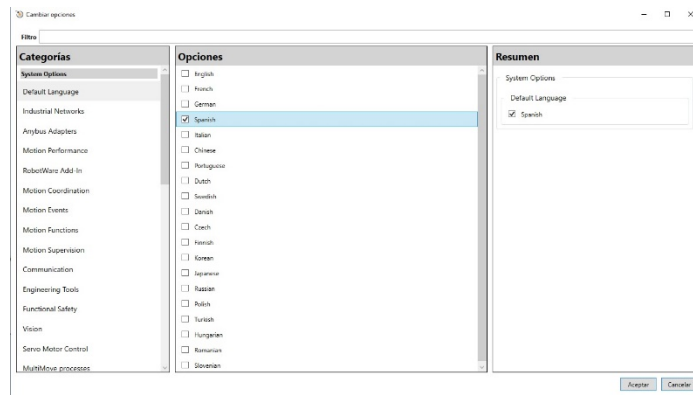 Cambiar opciones
Filtro
Categorías
System Options
Default Language
Industrial Networks
Anybus Adapters
Motion Performance
RobotWare Add-In
Motion Coordination
Motion Events
Motion Functions
Motion Supervision
Communication
Engineering Tools
Functional Safety
Vision
Servo Motor Control
MultiMove processes
Opciones
English
French
German
Spanish
Italian
Chinese
Portuguese
Dutch
Swedish
Danish
Czech
Finnish
Korean
Japanese
Russian
Polish
Turkish
Hungarian
Romanian
Slovenian
Resumen
System Options
Default Language
Spanish
Aceptar Cancelar